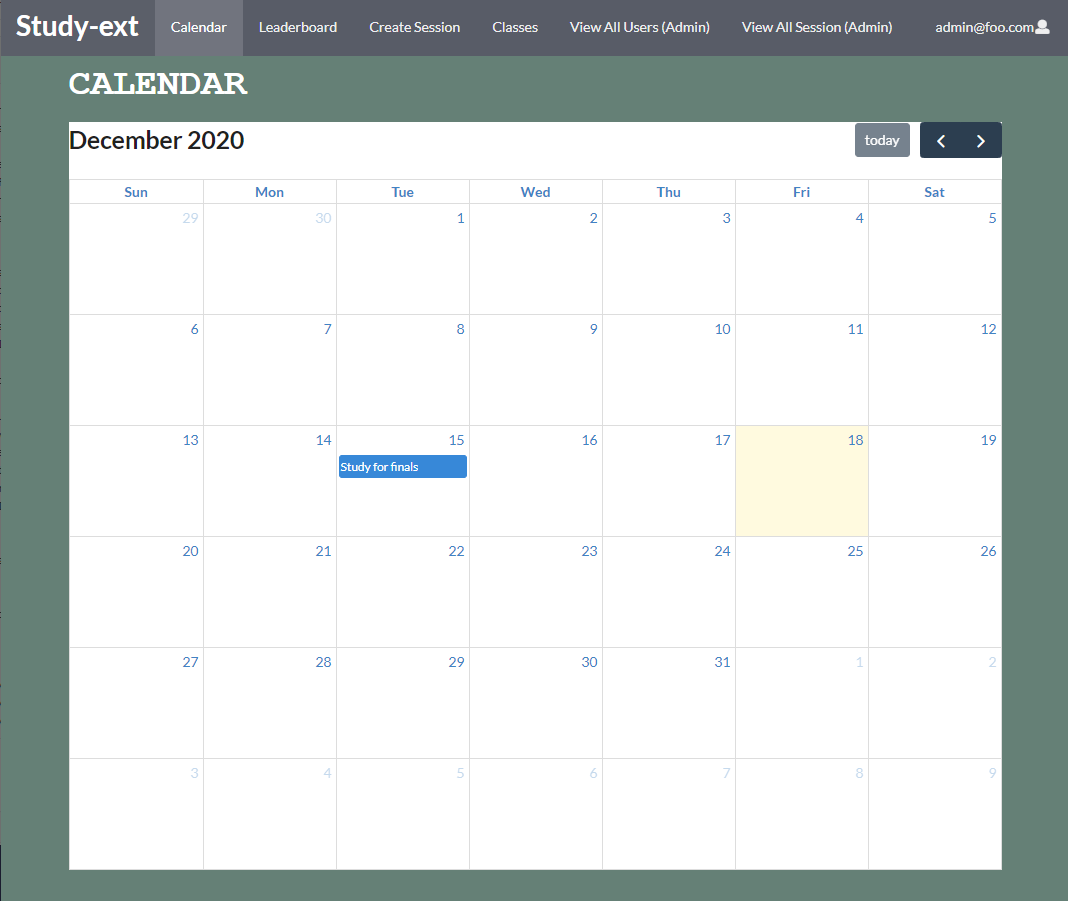 Study-ext Calendar Leaderboard Create Session Classes View All Users (Admin) View All Session (Admin) admin@foo.com
CALENDAR
December 2020 today
Sun Mon Tue Wed Thu Fri Sat
29 30 1 2 3 4 5
6 7 8 9 10 11 12
13 14 15 16 17 18 19
Study for finals
20 21 22 23 24 25 26
27 28 29 30 31 1 2
3 4 5 6 7 8 9